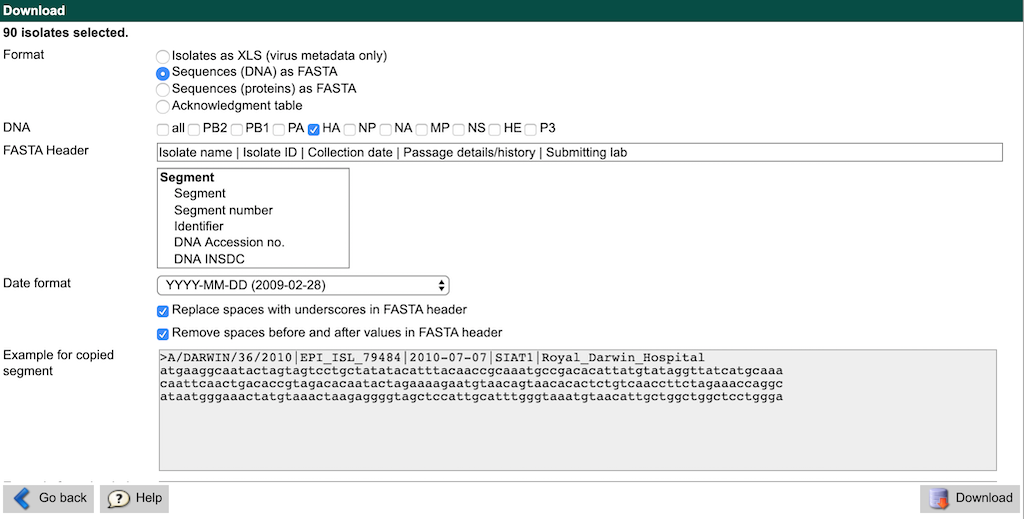 Download
90 isolates selected.
Format
Isolates as XLS (virus metadata only)
Sequences (DNA) as FASTA
Sequences (proteins) as FASTA
Acknowledgment table
DNA all PB2 PB1 PA HA NP NA MP NS HE P3
FASTA Header Isolate name | Isolate ID | Collection date | Passage details/history | Submitting lab
Segment
Segment
Segment number
Identifier
DNA Accession no.
DNA INSDC
Date format YYYY-MM-DD (2009-02-28)
Replace spaces with underscores in FASTA header
Remove spaces before and after values in FASTA header
Example for copied segment
>A/DARWIN/36/2010|EPI_ISL_79484|2010-07-07|SIAT1|Royal_Darwin_Hospital
atgaaggcaatactagtagtcctgctatatacatttacaaccgcaaatgccgacacattatgtataggttatcatgcaaa
caattcaactgacaccgtagacacaatactagaaaagaatgtaacagtaacacactctgtcaaccttctagaaaccaggc
ataatgggaaactatgtaaactaagaggggtagctccattgcatttgggtaaatgtaacattgctggctggctcctggga
Go back Help Download